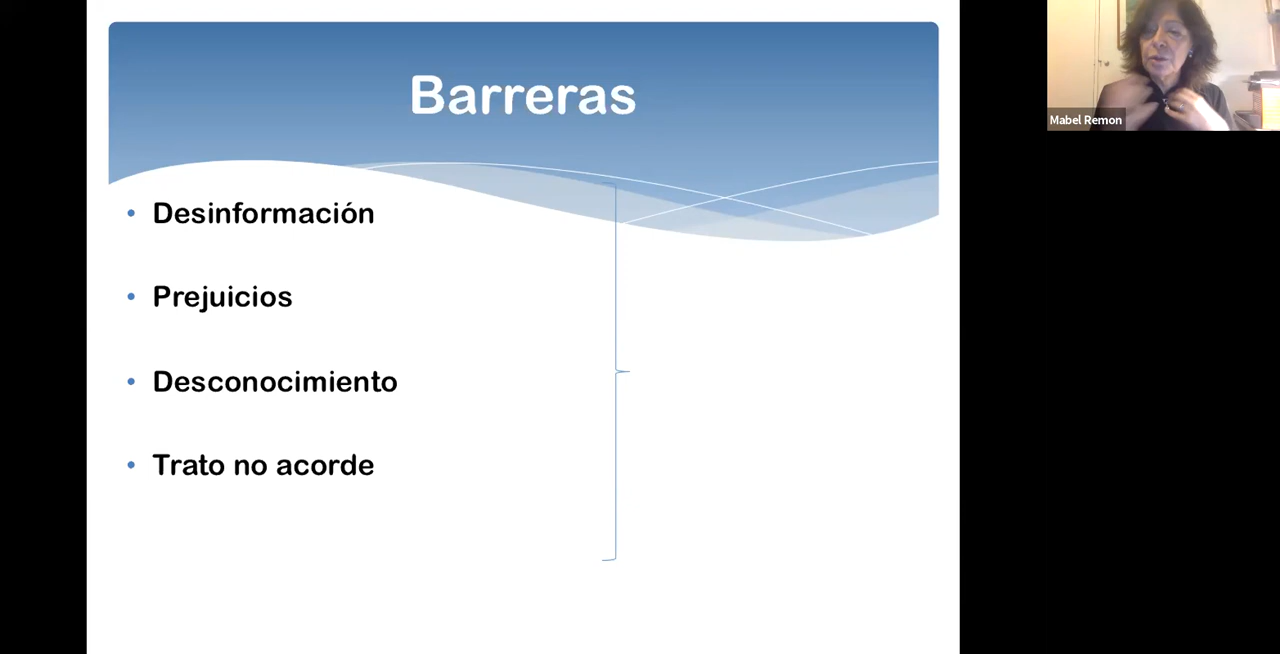 Barreras
• Desinformación
• Prejuicios
• Desconocimiento
• Trato no acorde
Mabel Remon